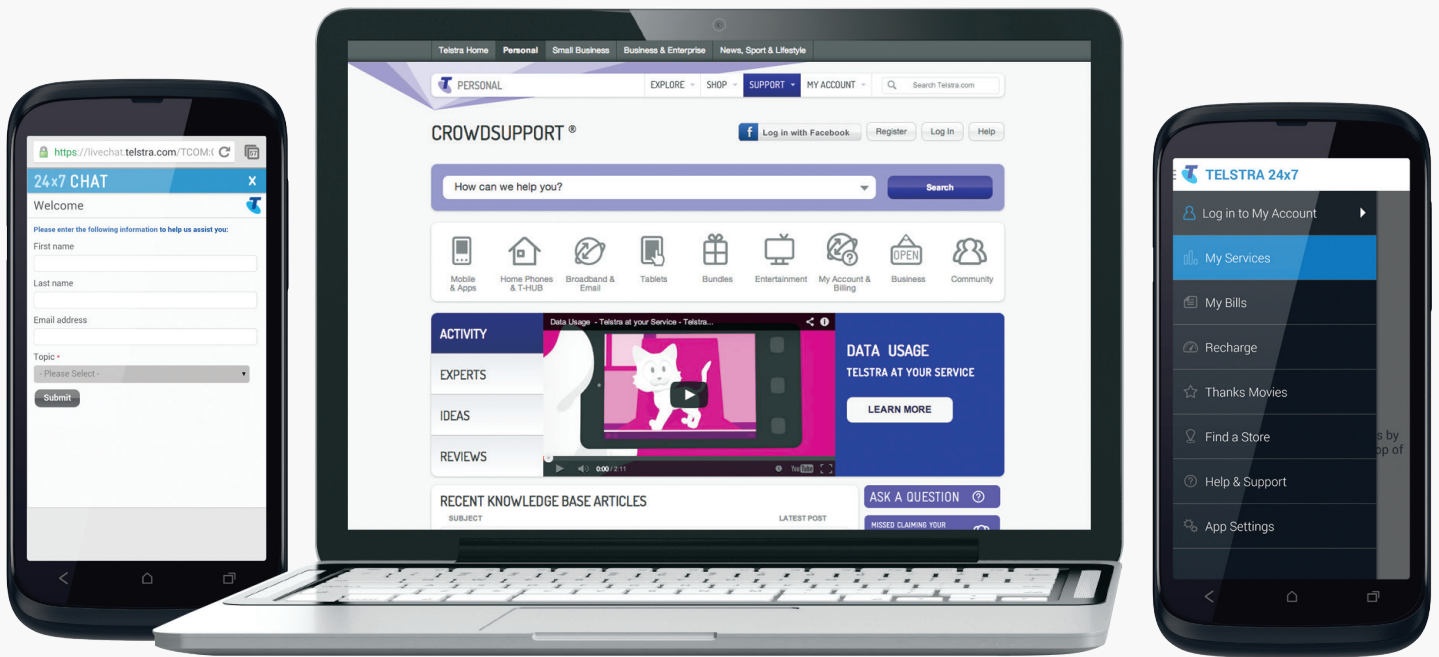 https://livechat.telstra.com/TCOM:(
24×7 CHAT x
Welcome
Please enter the following information to help us assist you:
First name
Last name
Email address
Topic *
- Please Select -
Submit
Telstra Home Personal Small Business Business & Enterprise News, Sport & Lifestyle
PERSONAL EXPLORE SHOP SUPPORT MY ACCOUNT Search Telstra.com
CROWDSUPPORT ®
f Log in with Facebook Register Log In Help
How can we help you? Search
OPEN
Mobile & Apps
Home Phones & T-HUB
Broadband & Email
Tablets
Bundles
Entertainment
My Account & Billing
Business
Community
ACTIVITY
EXPERTS
IDEAS
REVIEWS
Data Usage - Telstra at your Service - Telstra...
0:00 / 2:11 YouTube
DATA USAGE
TELSTRA AT YOUR SERVICE
LEARN MORE
RECENT KNOWLEDGE BASE ARTICLES
SUBJECT LATEST POST
ASK A QUESTION ?
MISSED CLAIMING YOUR
TELSTRA 24x7
Log in to My Account
My Services
My Bills
Recharge
Thanks Movies
Find a Store
Help & Support
App Settings
s by
op of